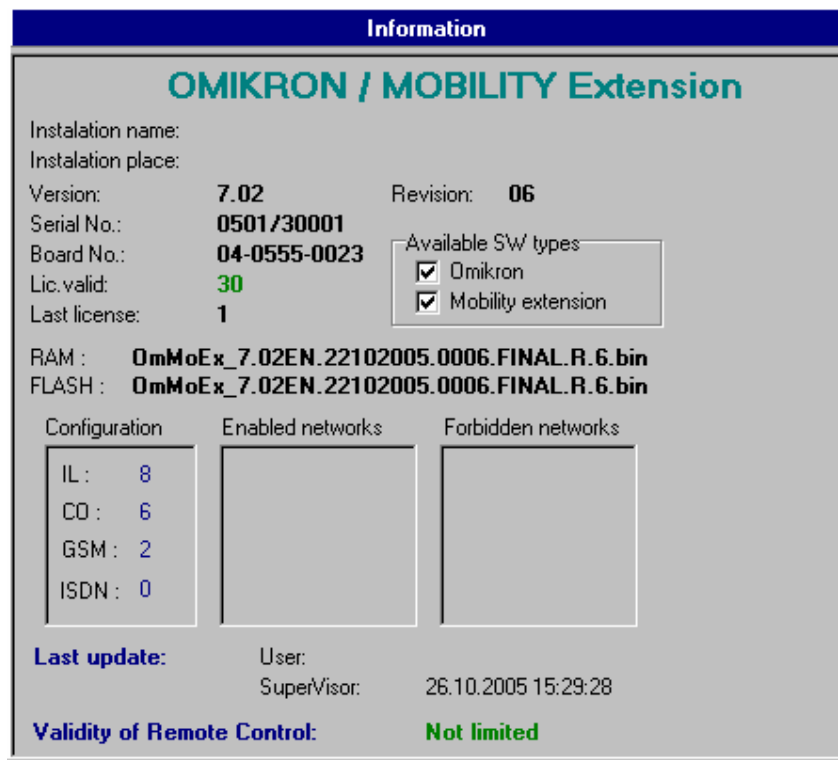 Information
OMIKRON / MOBILITY Extension
Instalation name:
Instalation place:
Version: 7.02 Revision: 06
Serial No.: 0501/30001
Board No.: 04-0555-0023
Lic.valid: 30
Last license: 1
Available SW types
Omikron
Mobility extension
RAM : OmMoEx_7.02EN.22102005.0006.FINAL.R.6.bin
FLASH : OmMoEx_7.02EN.22102005.0006.FINAL.R.6.bin
Configuration
IL : 8
CO : 6
GSM : 2
ISDN : 0
Enabled networks
Forbidden networks
Last update: User:
SuperVisor: 26.10.2005 15:29:28
Validity of Remote Control: Not limited